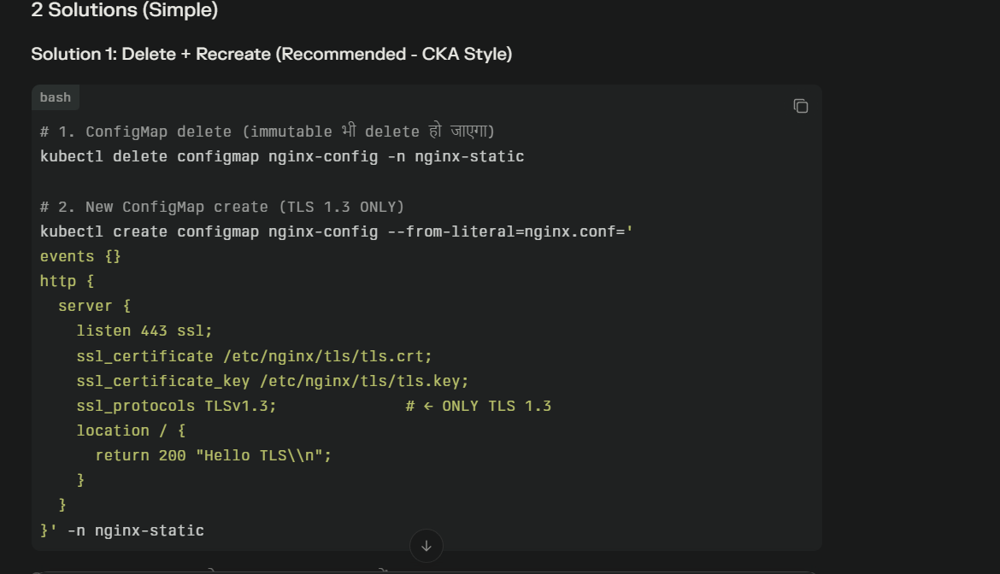 2 Solutions (Simple)
Solution 1: Delete + Recreate (Recommended - CKA Style)
bash
# 1. ConfigMap delete (immutable भी delete हो जाएगा)
kubectl delete configmap nginx-config -n nginx-static
# 2. New ConfigMap create (TLS 1.3 ONLY)
kubectl create configmap nginx-config --from-literal=nginx.conf='
events {}
http {
  server {
    listen 443 ssl;
    ssl_certificate /etc/nginx/tls/tls.crt;
    ssl_certificate_key /etc/nginx/tls/tls.key;
    ssl_protocols TLSv1.3;              # ← ONLY TLS 1.3
    location / {
      return 200 "Hello TLS\\n";
    }
  }
}' -n nginx-static